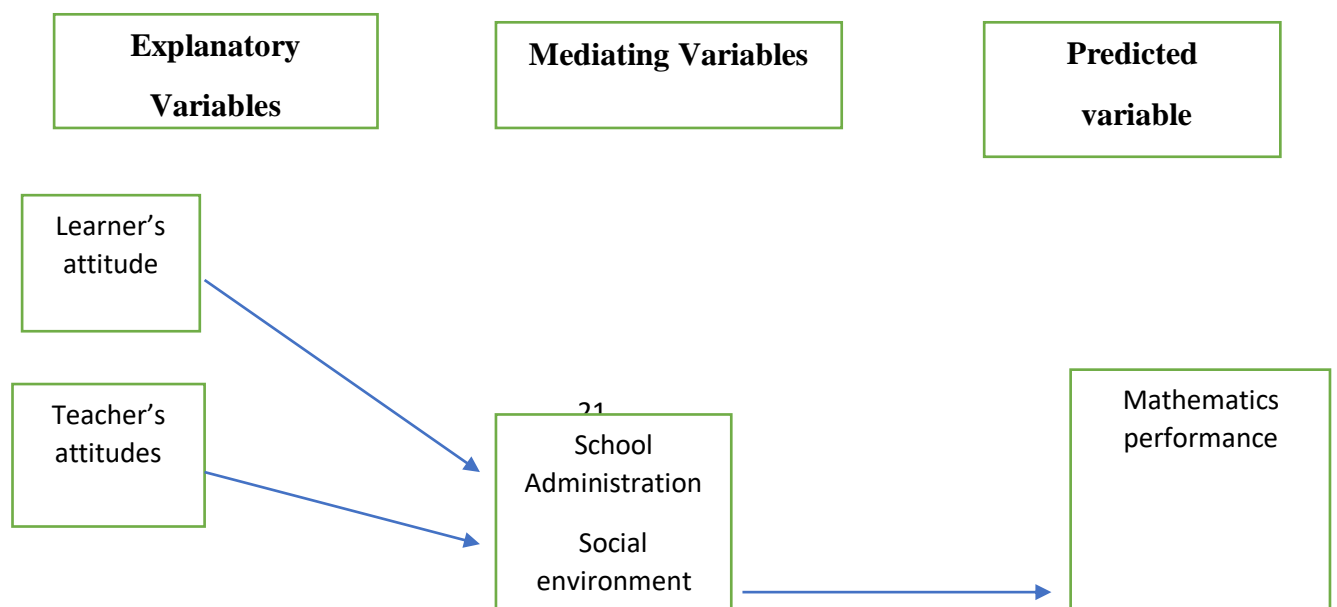 Explanatory
Variables
Mediating Variables
Predicted
variable
Learner’s
attitude
Teacher’s
attitudes
21
School
Administration
Social
environment
Mathematics
performance